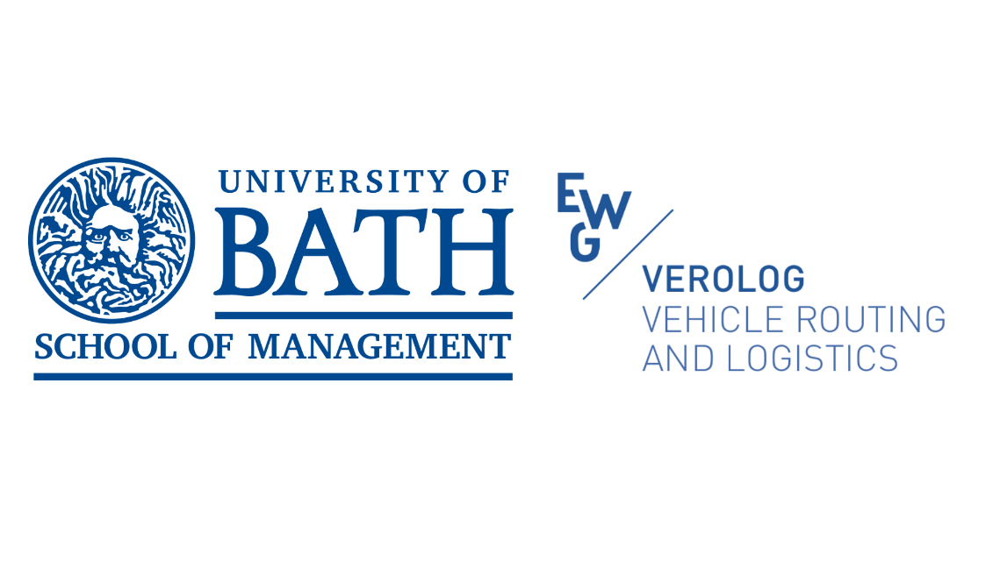 UNIVERSITY OF
BATH
SCHOOL OF MANAGEMENT
EWG
VEROLOG
VEHICLE ROUTING
AND LOGISTICS